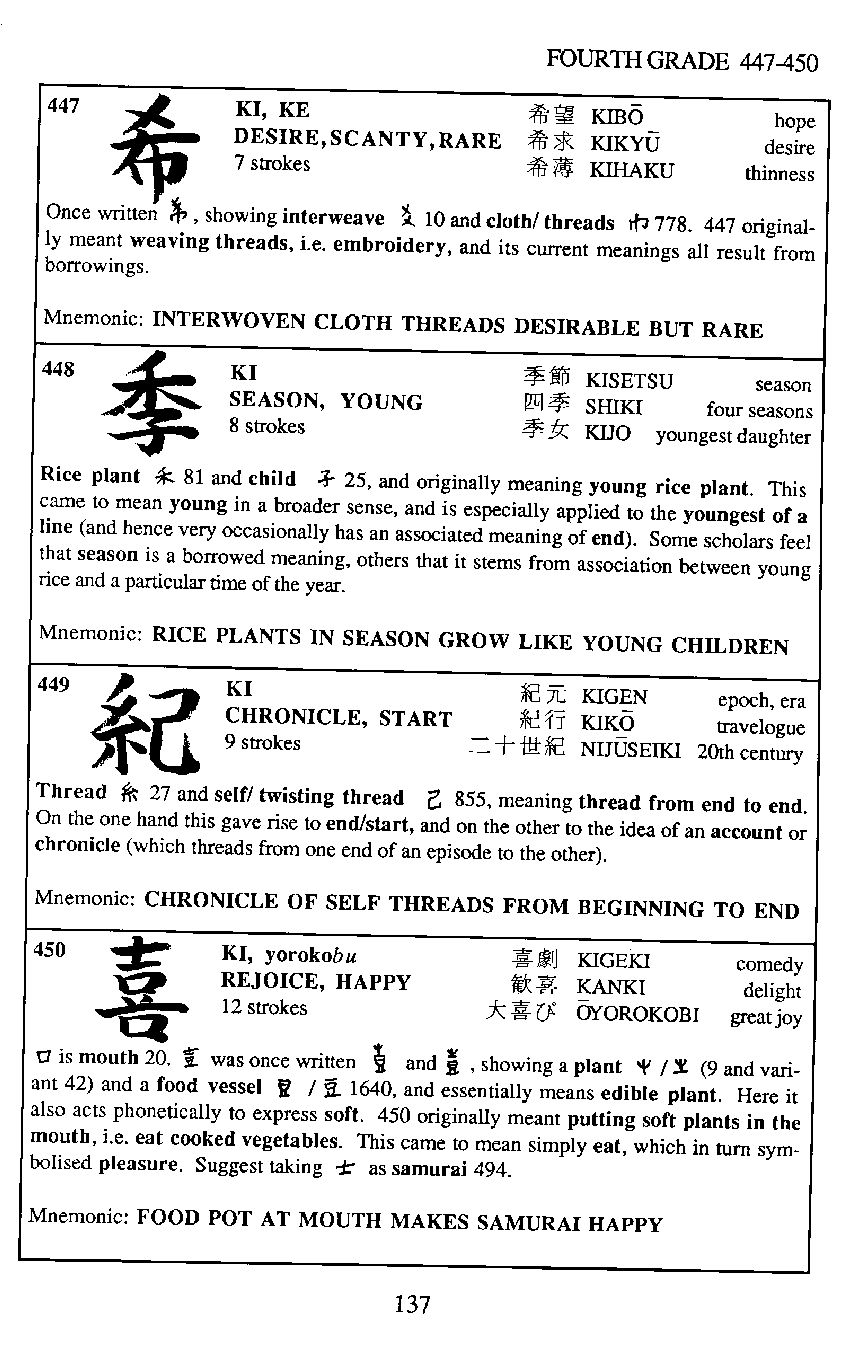 FOURTH GRADE 447-450
447 希 KI, KE 希望 KIBŌ hope
DESIRE, SCANTY, RARE 希求 KIKYŪ desire
7 strokes 希薄 KIHAKU thinness
Once written , showing interweave 10 and cloth/ threads 778. 447 original-
ly meant weaving threads, i.e. embroidery, and its current meanings all result from
borrowings.
Mnemonic: INTERWOVEN CLOTH THREADS DESIRABLE BUT RARE
448 季 KI 季節 KISETSU season
SEASON, YOUNG 四季 SHIKI four seasons
8 strokes 季女 KIJO youngest daughter
Rice plant 禾 81 and child 子 25, and originally meaning young rice plant. This
came to mean young in a broader sense, and is especially applied to the youngest of a
line (and hence very occasionally has an associated meaning of end). Some scholars feel
that season is a borrowed meaning, others that it stems from association between young
rice and a particular time of the year.
Mnemonic: RICE PLANTS IN SEASON GROW LIKE YOUNG CHILDREN
449 紀 KI 紀元 KIGEN epoch, era
CHRONICLE, START 紀行 KIKŌ travelogue
9 strokes 二十世紀 NIJŪSEIKI 20th century
Thread 糸 27 and self/ twisting thread 己 855, meaning thread from end to end.
On the one hand this gave rise to end/start, and on the other to the idea of an account or
chronicle (which threads from one end of an episode to the other).
Mnemonic: CHRONICLE OF SELF THREADS FROM BEGINNING TO END
450 喜 KI, yorokobu 喜劇 KIGEKI comedy
REJOICE, HAPPY 歓喜 KANKI delight
12 strokes 大喜び ŌYOROKOBI great joy
口 is mouth 20. 壴 was once written and , showing a plant / (9 and vari-
ant 42) and a food vessel / 豆 1640, and essentially means edible plant. Here it
also acts phonetically to express soft. 450 originally meant putting soft plants in the
mouth, i.e. eat cooked vegetables. This came to mean simply eat, which in turn sym-
bolised pleasure. Suggest taking 士 as samurai 494.
Mnemonic: FOOD POT AT MOUTH MAKES SAMURAI HAPPY
137